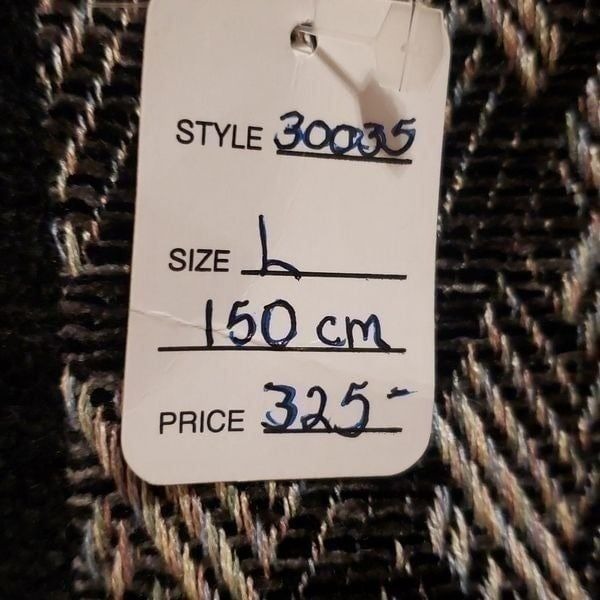 STYLE 30035
SIZE L
150 cm
PRICE 325-